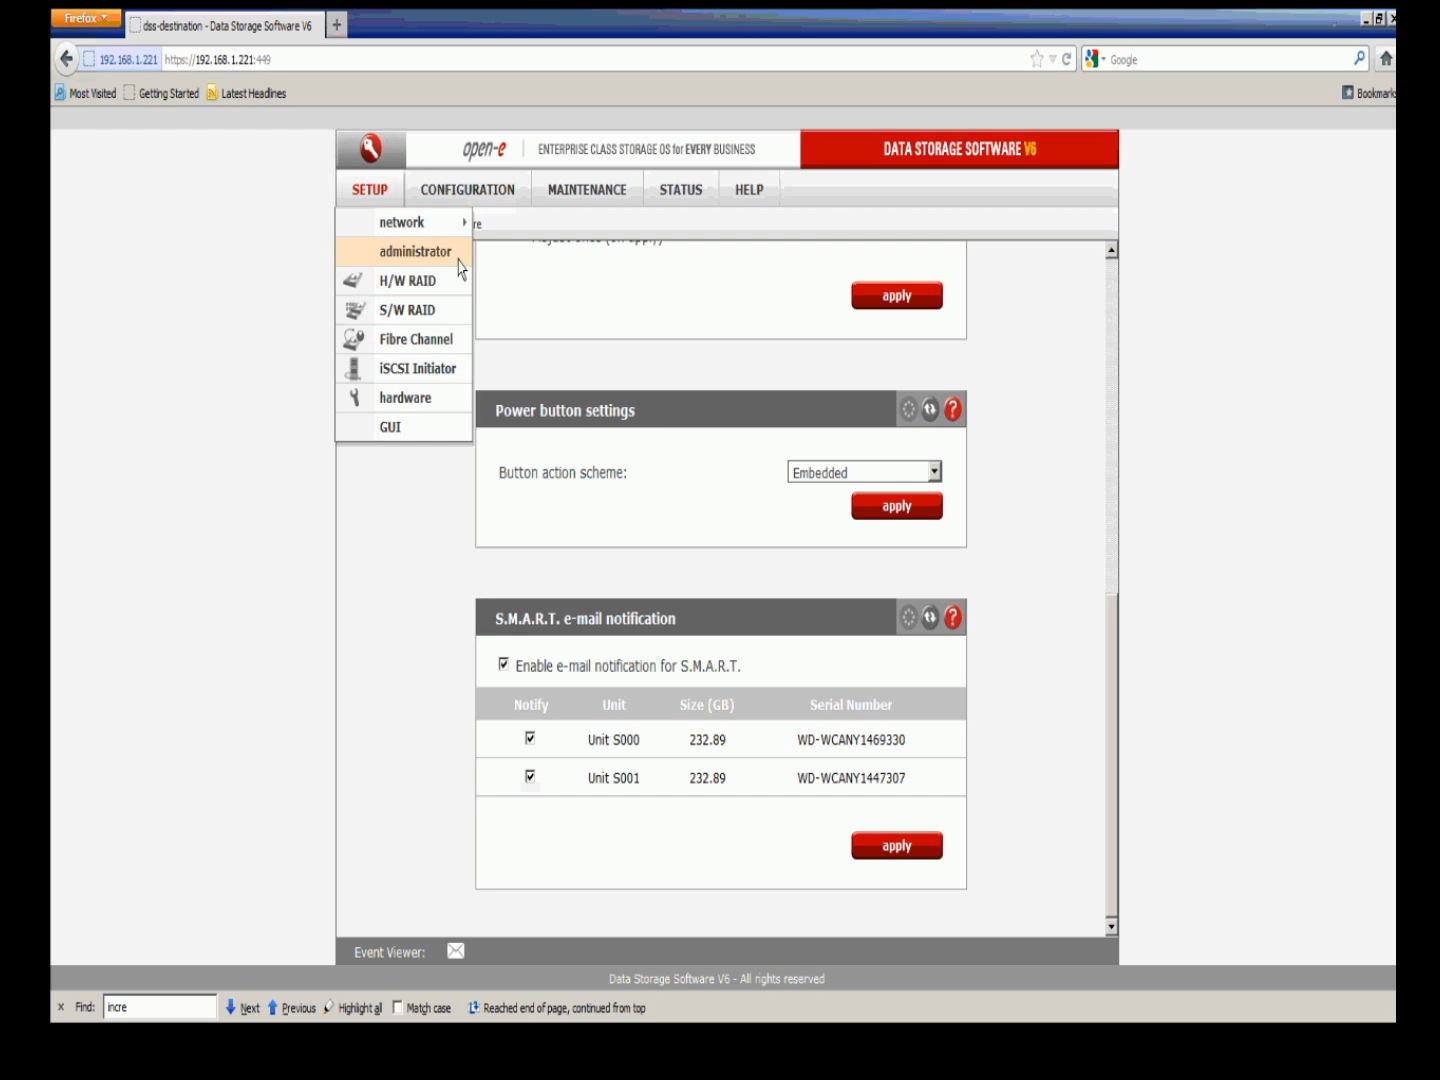 Firefox
dss-destination - Data Storage Software V6
+
192.168.1.221 https://192.168.1.221:449
Google
Most Visited Getting Started Latest Headlines
Bookmark
open-e ENTERPRISE CLASS STORAGE OS for EVERY BUSINESS
DATA STORAGE SOFTWARE V6
SETUP CONFIGURATION MAINTENANCE STATUS HELP
network
re
administrator
H/W RAID
S/W RAID
Fibre Channel
iSCSI Initiator
hardware
GUI
apply
Power button settings
?
Button action scheme: Embedded
apply
S.M.A.R.T. e-mail notification
?
Enable e-mail notification for S.M.A.R.T.
Notify Unit Size (GB) Serial Number
Unit S000 232.89 WD-WCANY1469330
Unit S001 232.89 WD-WCANY1447307
apply
Event Viewer:
Data Storage Software V6 - All rights reserved
x Find: incre Next Previous Highlight all Match case Reached end of page, continued from top